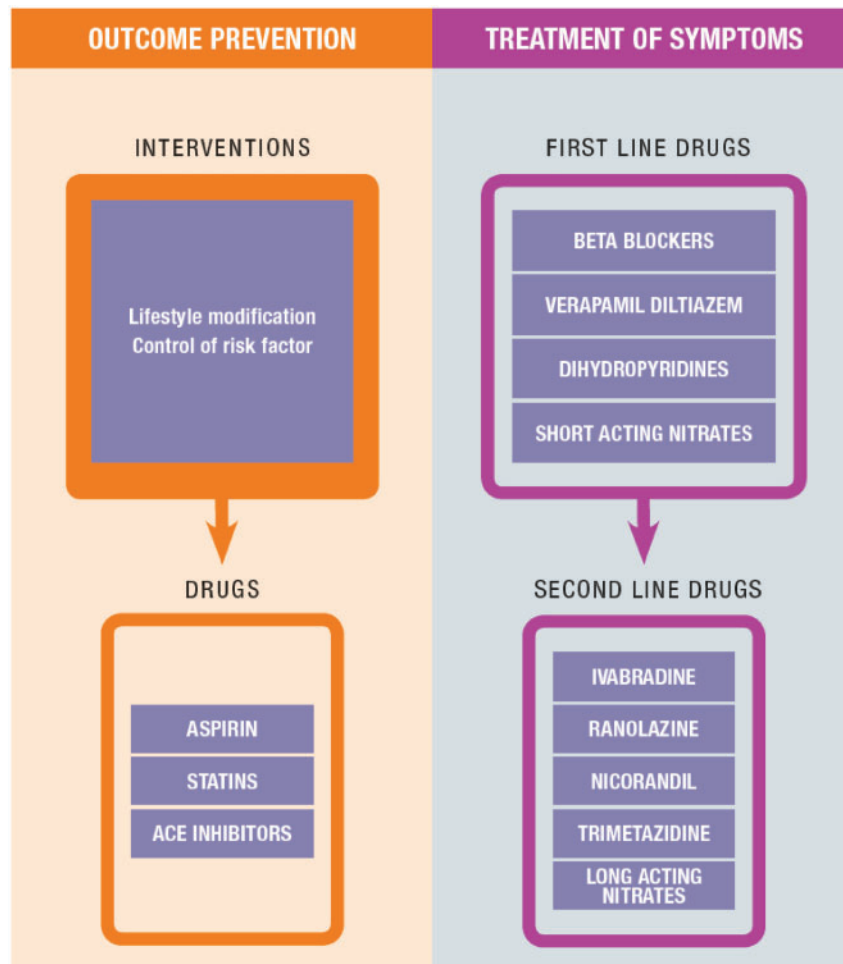 OUTCOME PREVENTION
INTERVENTIONS
Lifestyle modification
Control of risk factor
DRUGS
ASPIRIN
STATINS
ACE INHIBITORS
TREATMENT OF SYMPTOMS
FIRST LINE DRUGS
BETA BLOCKERS
VERAPAMIL DILTIAZEM
DIHYDROPYRIDINES
SHORT ACTING NITRATES
SECOND LINE DRUGS
IVABRADINE
RANOLAZINE
NICORANDIL
TRIMETAZIDINE
LONG ACTING
NITRATES